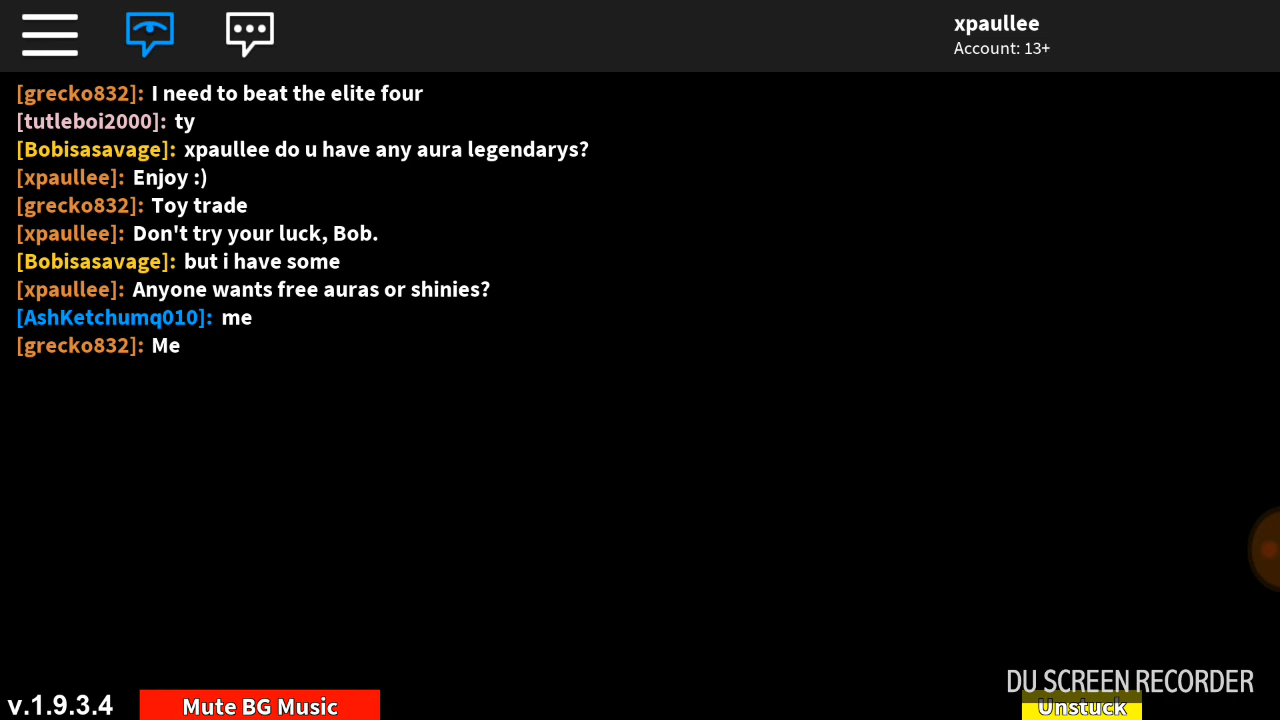 xpaullee
Account: 13+
[grecko832]: I need to beat the elite four
[tutleboi2000]: ty
[Bobisasavage]: xpaullee do u have any aura legendarys?
[xpaullee]: Enjoy :)
[grecko832]: Toy trade
[xpaullee]: Don't try your luck, Bob.
[Bobisasavage]: but i have some
[xpaullee]: Anyone wants free auras or shinies?
[AshKetchumq010]: me
[grecko832]: Me
DU SCREEN RECORDER
v.1.9.3.4
Mute BG Music
Unstuck